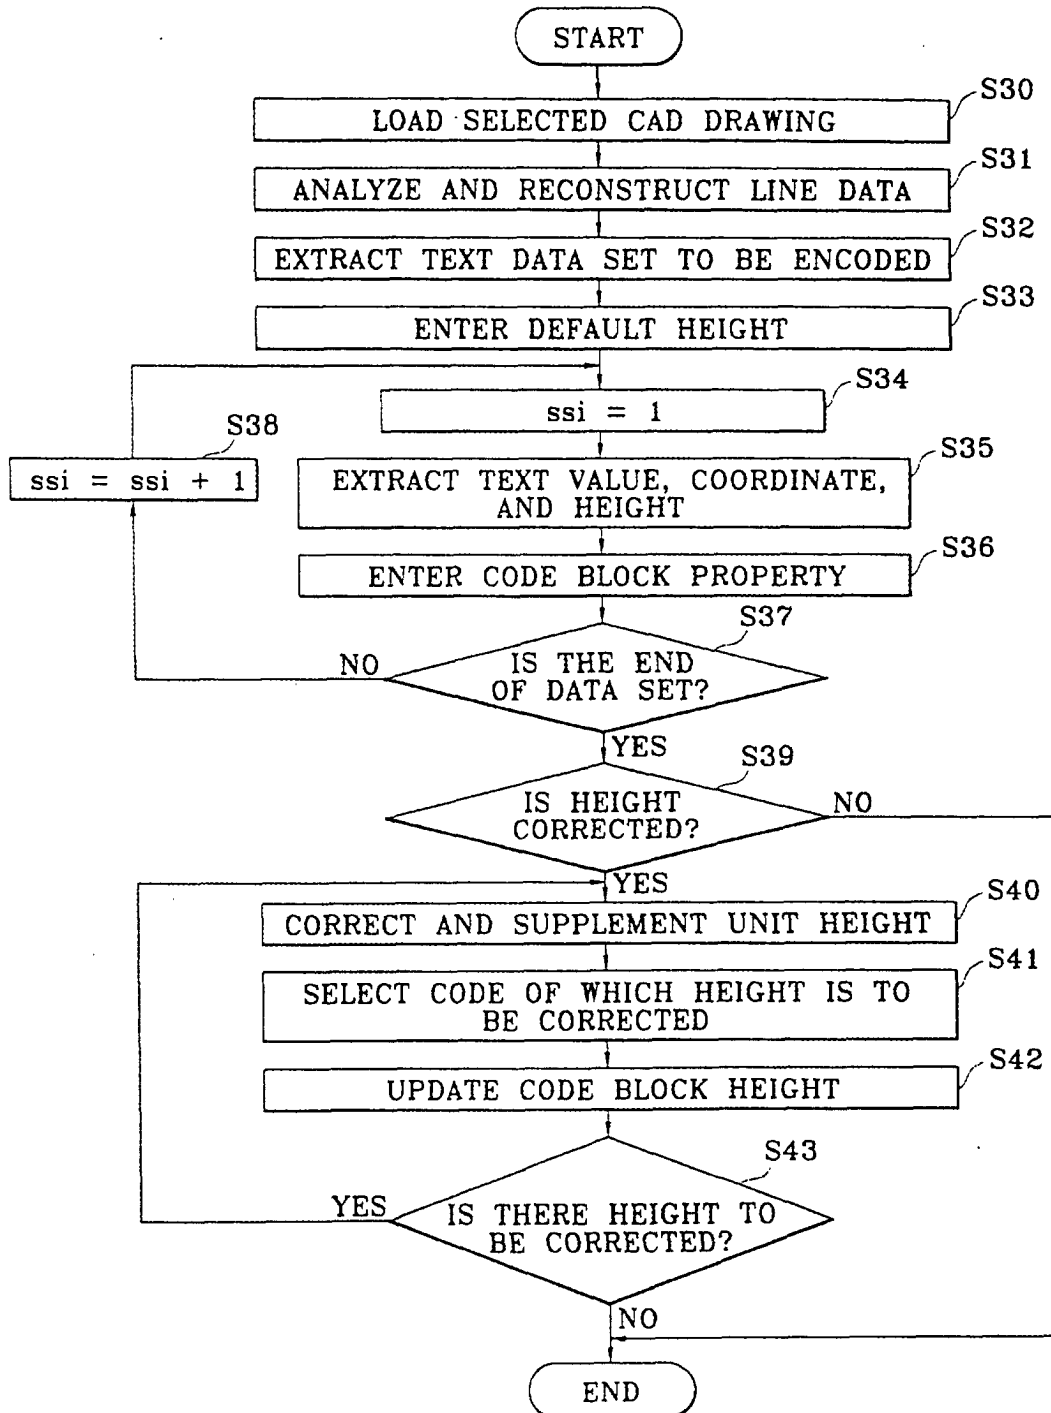 START
S30
LOAD SELECTED CAD DRAWING
S31
ANALYZE AND RECONSTRUCT LINE DATA
S32
EXTRACT TEXT DATA SET TO BE ENCODED
S33
ENTER DEFAULT HEIGHT
S34
ssi = 1
S38
ssi = ssi + 1
S35
EXTRACT TEXT VALUE, COORDINATE,
AND HEIGHT
S36
ENTER CODE BLOCK PROPERTY
S37
NO
IS THE END
OF DATA SET?
YES
S39
IS HEIGHT
CORRECTED?
NO
YES
S40
CORRECT AND SUPPLEMENT UNIT HEIGHT
S41
SELECT CODE OF WHICH HEIGHT IS TO
BE CORRECTED
S42
UPDATE CODE BLOCK HEIGHT
S43
YES
IS THERE HEIGHT TO
BE CORRECTED?
NO
END